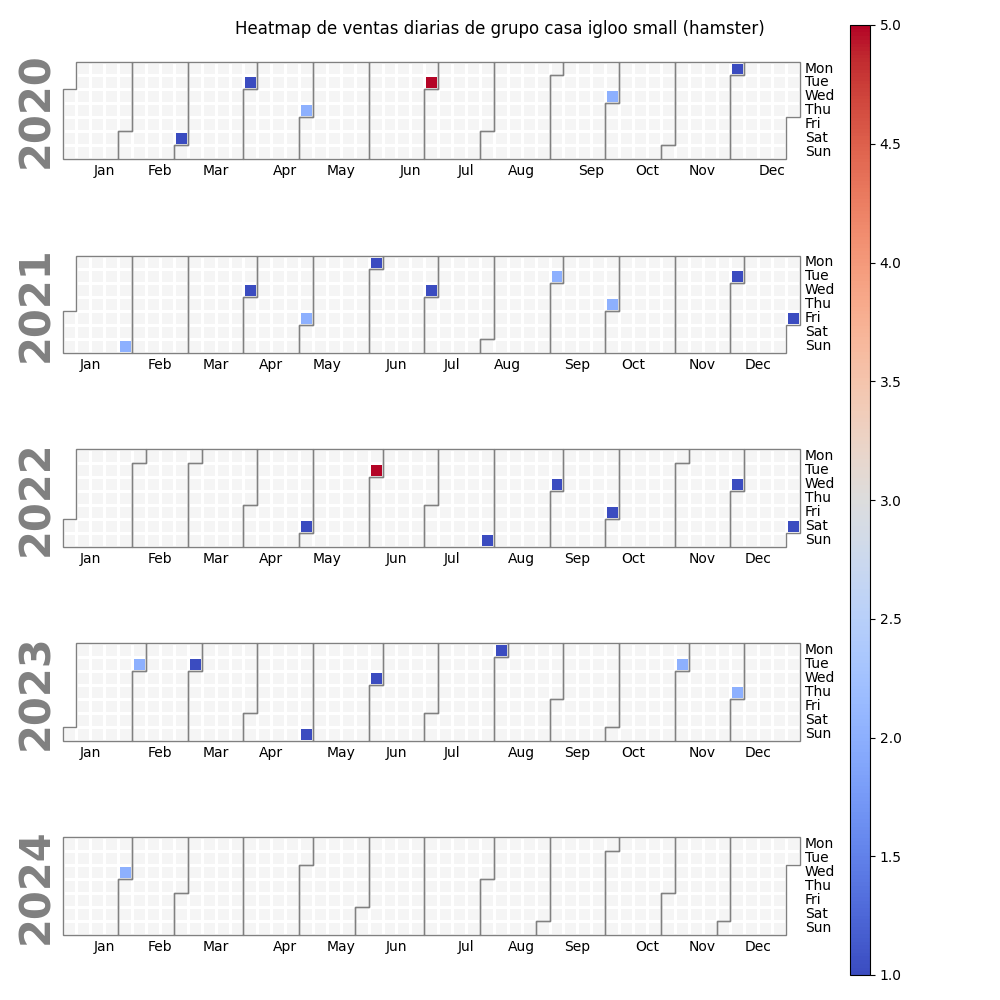 Heatmap de ventas diarias de grupo casa igloo small (hamster)
2020
Mon
Tue
Wed
Thu
Fri
Sat
Sun
Jan Feb Mar Apr May Jun Jul Aug Sep Oct Nov Dec
2021
Mon
Tue
Wed
Thu
Fri
Sat
Sun
Jan Feb Mar Apr May Jun Jul Aug Sep Oct Nov Dec
2022
Mon
Tue
Wed
Thu
Fri
Sat
Sun
Jan Feb Mar Apr May Jun Jul Aug Sep Oct Nov Dec
2023
Mon
Tue
Wed
Thu
Fri
Sat
Sun
Jan Feb Mar Apr May Jun Jul Aug Sep Oct Nov Dec
2024
Mon
Tue
Wed
Thu
Fri
Sat
Sun
Jan Feb Mar Apr May Jun Jul Aug Sep Oct Nov Dec
5.0
4.5
4.0
3.5
3.0
2.5
2.0
1.5
1.0